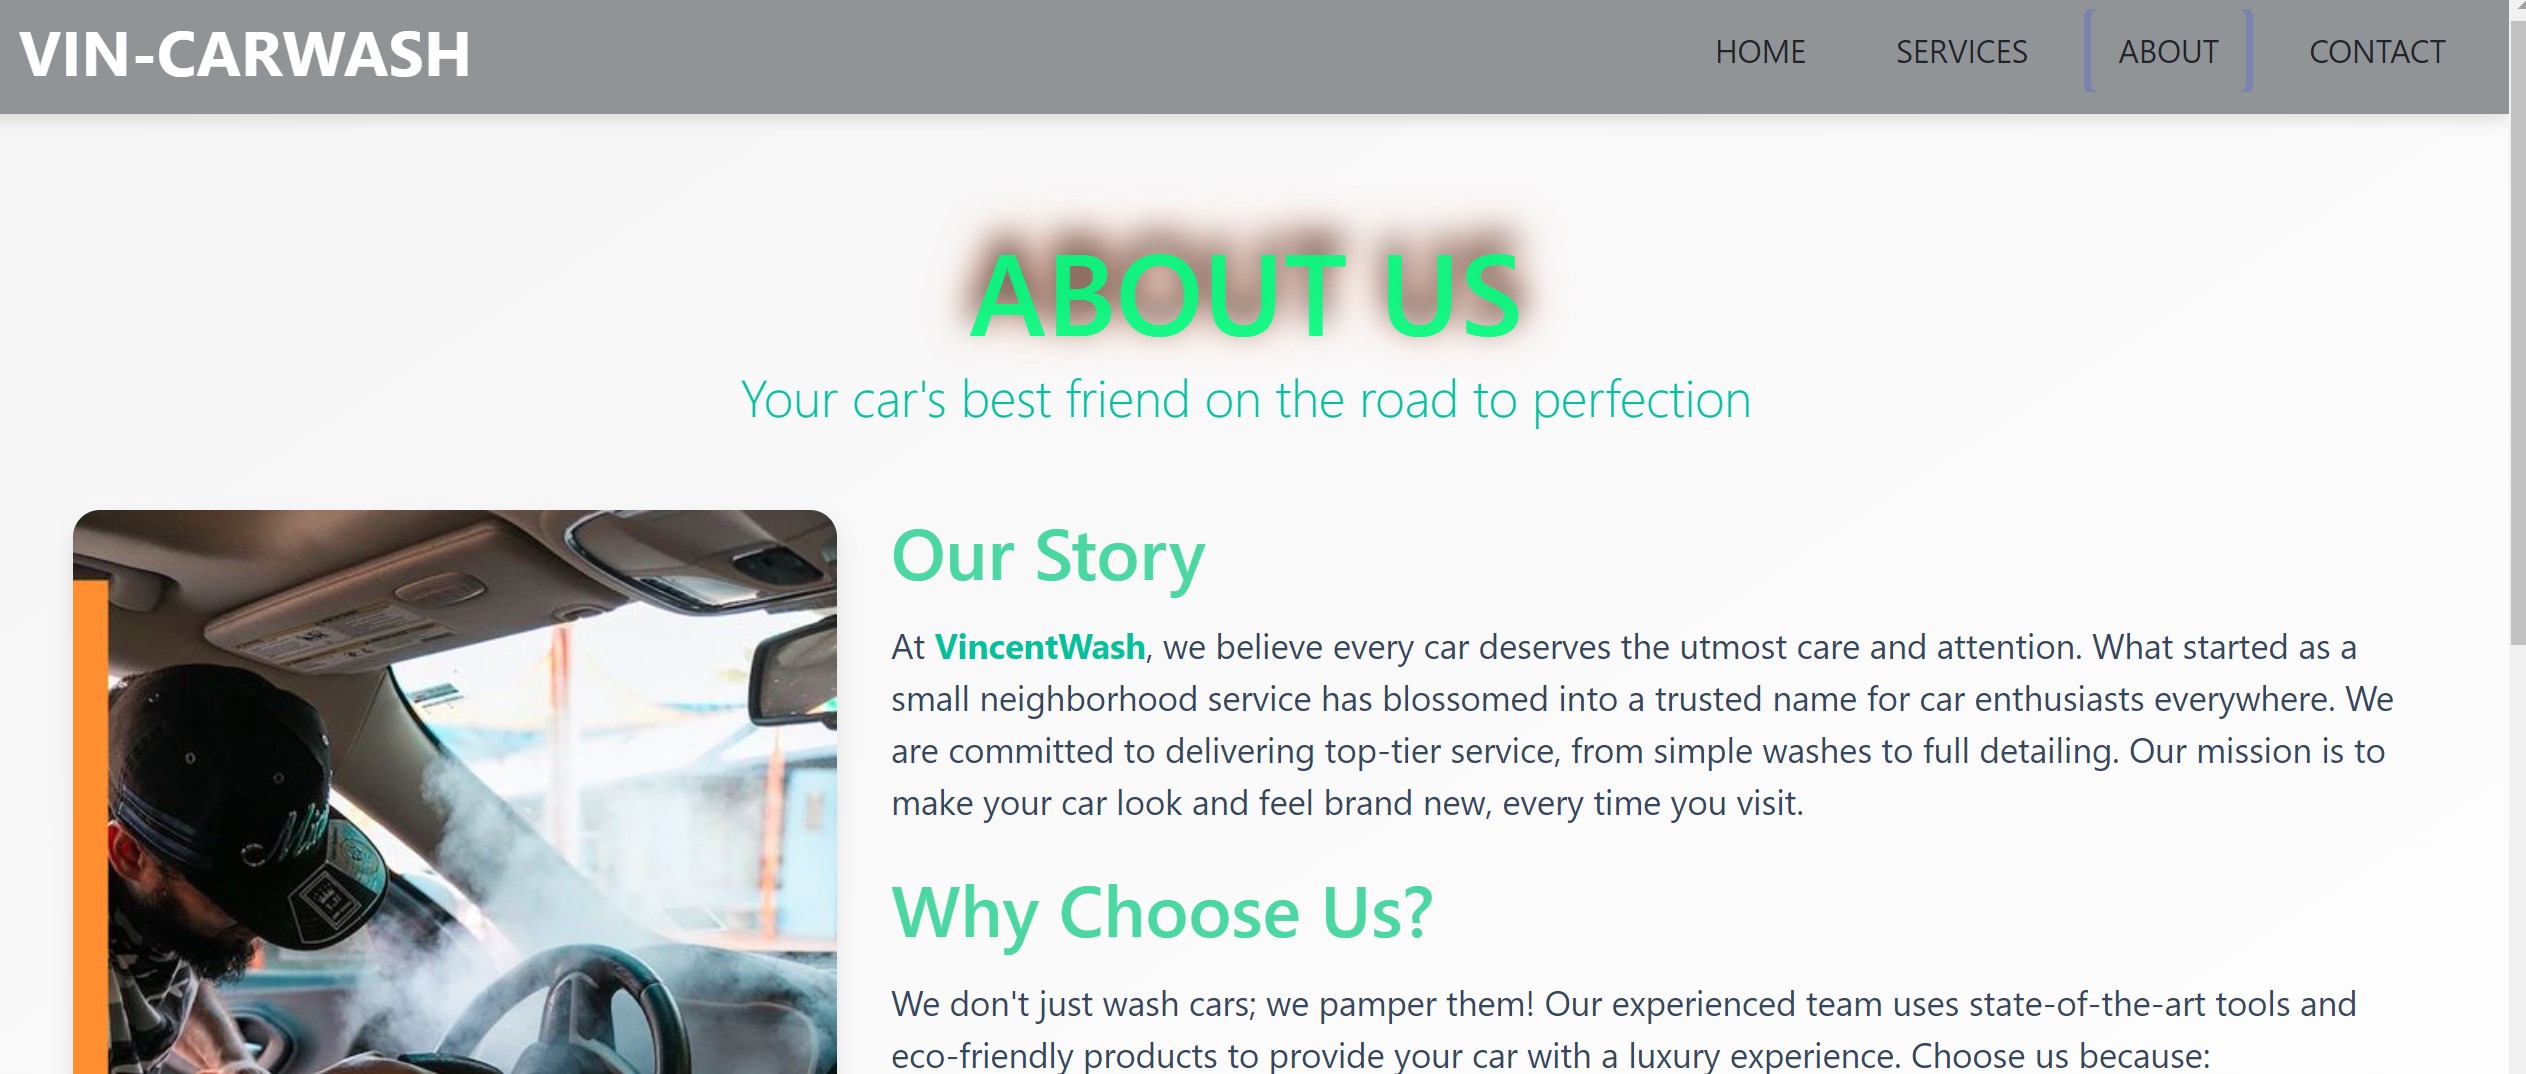 VIN-CARWASH
HOME SERVICES ABOUT CONTACT
ABOUT US
Your car's best friend on the road to perfection
Our Story
At VincentWash, we believe every car deserves the utmost care and attention. What started as a
small neighborhood service has blossomed into a trusted name for car enthusiasts everywhere. We
are committed to delivering top-tier service, from simple washes to full detailing. Our mission is to
make your car look and feel brand new, every time you visit.
Why Choose Us?
We don't just wash cars; we pamper them! Our experienced team uses state-of-the-art tools and
eco-friendly products to provide your car with a luxury experience. Choose us because: